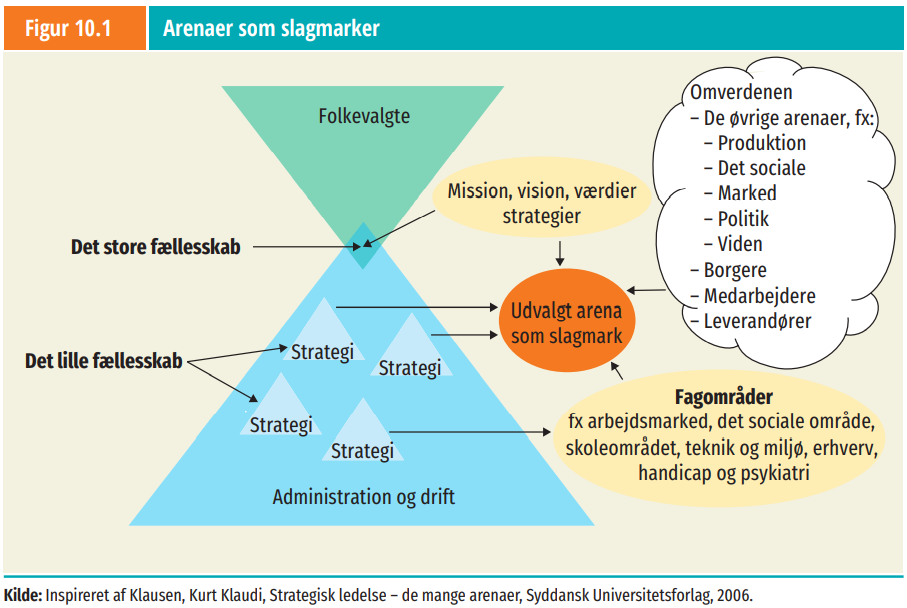 Figur 10.1
Arenaer som slagmarker
Folkevalgte
Mission, vision, værdier
strategier
Omverdenen
– De øvrige arenaer, fx:
– Produktion
– Det sociale
– Marked
– Politik
– Viden
– Borgere
– Medarbejdere
– Leverandører
Det store fællesskab
Udvalgt arena
som slagmark
Det lille fællesskab
Strategi
Strategi
Strategi
Strategi
Fagområder
fx arbejdsmarked, det sociale område,
skoleområdet, teknik og miljø, erhverv,
handicap og psykiatri
Administration og drift
Kilde: Inspireret af Klausen, Kurt Klaudi, Strategisk ledelse – de mange arenaer, Syddansk Universitetsforlag, 2006.